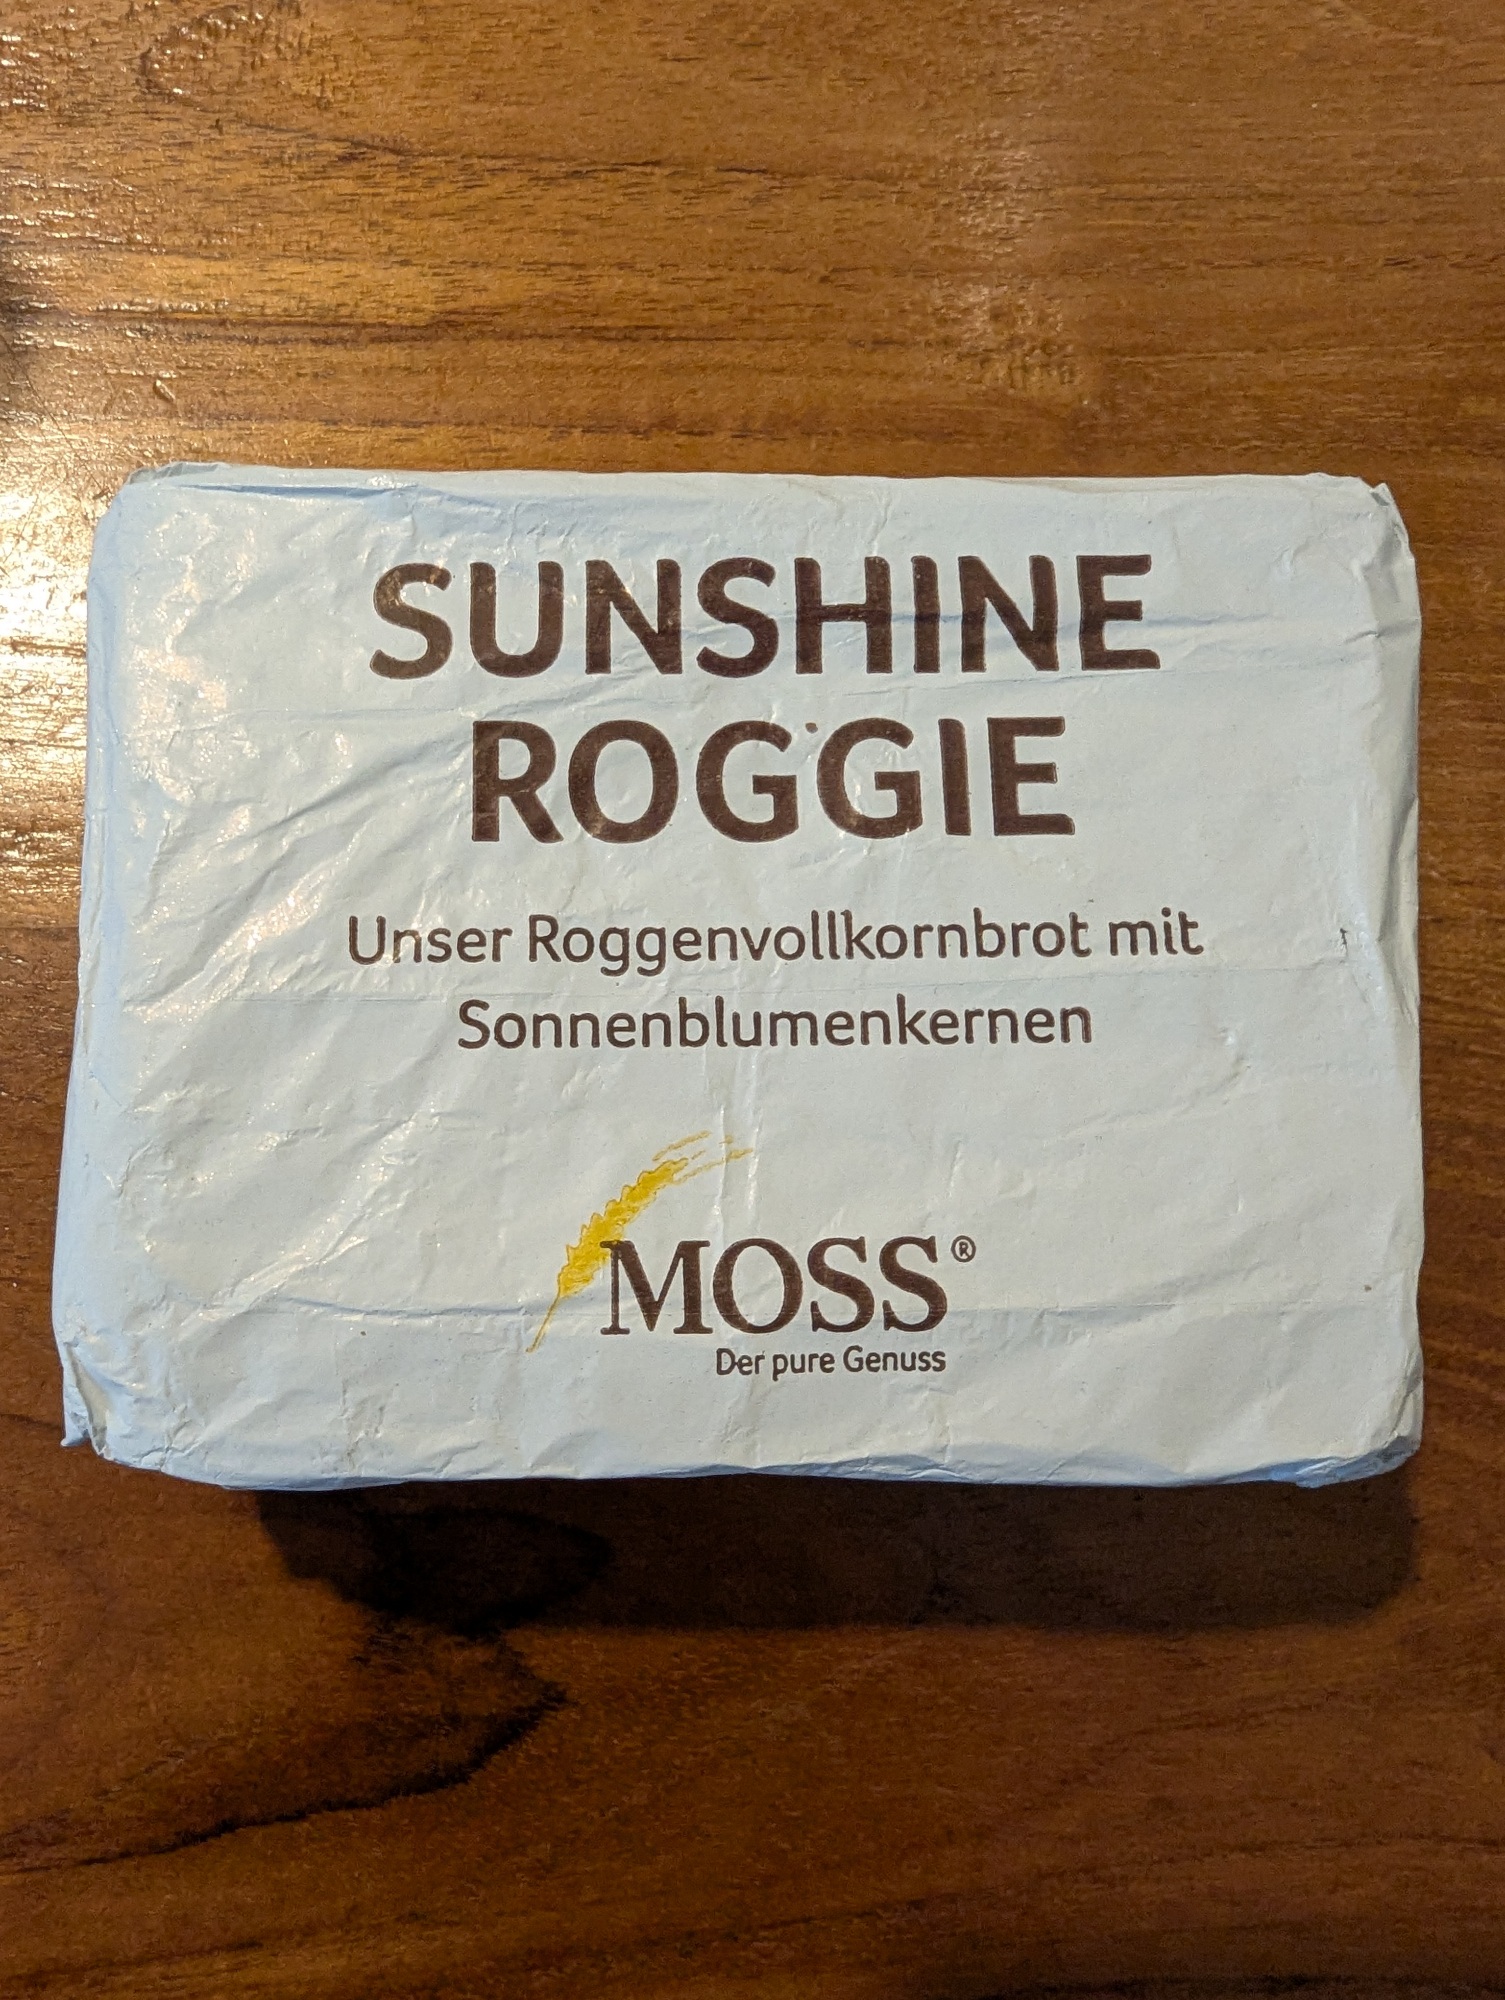 SUNSHINE
ROGGIE
Unser Roggenvollkornbrot mit
Sonnenblumenkernen
MOSS®
Der pure Genuss